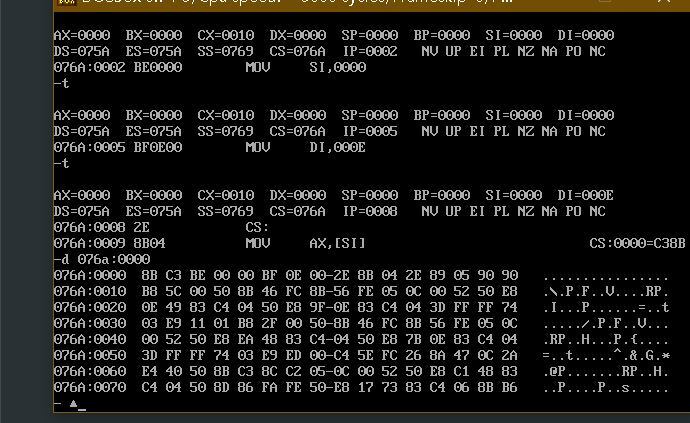 AX=0000 BX=0000 CX=0010 DX=0000 SP=0000 BP=0000 SI=0000 DI=0000
DS=075A ES=075A SS=0769 CS=076A IP=0002 NV UP EI PL NZ NA PO NC
076A:0002 BE0000 MOV SI,0000
-t
AX=0000 BX=0000 CX=0010 DX=0000 SP=0000 BP=0000 SI=0000 DI=0000
DS=075A ES=075A SS=0769 CS=076A IP=0005 NV UP EI PL NZ NA PO NC
076A:0005 BF0E00 MOV DI,000E
-t
AX=0000 BX=0000 CX=0010 DX=0000 SP=0000 BP=0000 SI=0000 DI=000E
DS=075A ES=075A SS=0769 CS=076A IP=0008 NV UP EI PL NZ NA PO NC
076A:0008 2E CS:
076A:0009 8B04 MOV AX,[SI] CS:0000=C38B
-d 076a:0000
076A:0000 8B C3 BE 00 00 BF 0E 00-2E 8B 04 2E 89 05 90 90 ................
076A:0010 B8 5C 00 50 8B 46 FC 8B-56 FE 05 0C 00 52 50 E8 .\.P.F..V....RP.
076A:0020 0E 49 83 C4 04 50 E8 9F-0E 83 C4 04 3D FF FF 74 .I...P......=..t
076A:0030 03 E9 11 01 B8 2F 00 50-8B 46 FC 8B 56 FE 05 0C ...../.P.F..V...
076A:0040 00 52 50 E8 EA 48 83 C4-04 50 E8 7B 0E 83 C4 04 .RP..H...P.{....
076A:0050 3D FF FF 74 03 E9 ED 00-C4 5E FC 26 8A 47 0C 2A =..t.....^.&.G.*
076A:0060 E4 40 50 8B C3 8C C2 05-0C 00 52 50 E8 C1 48 83 .@P.......RP..H.
076A:0070 C4 04 50 8D 86 FA FE 50-E8 17 73 83 C4 06 8B B6 ..P....P..s.....
- ▲_